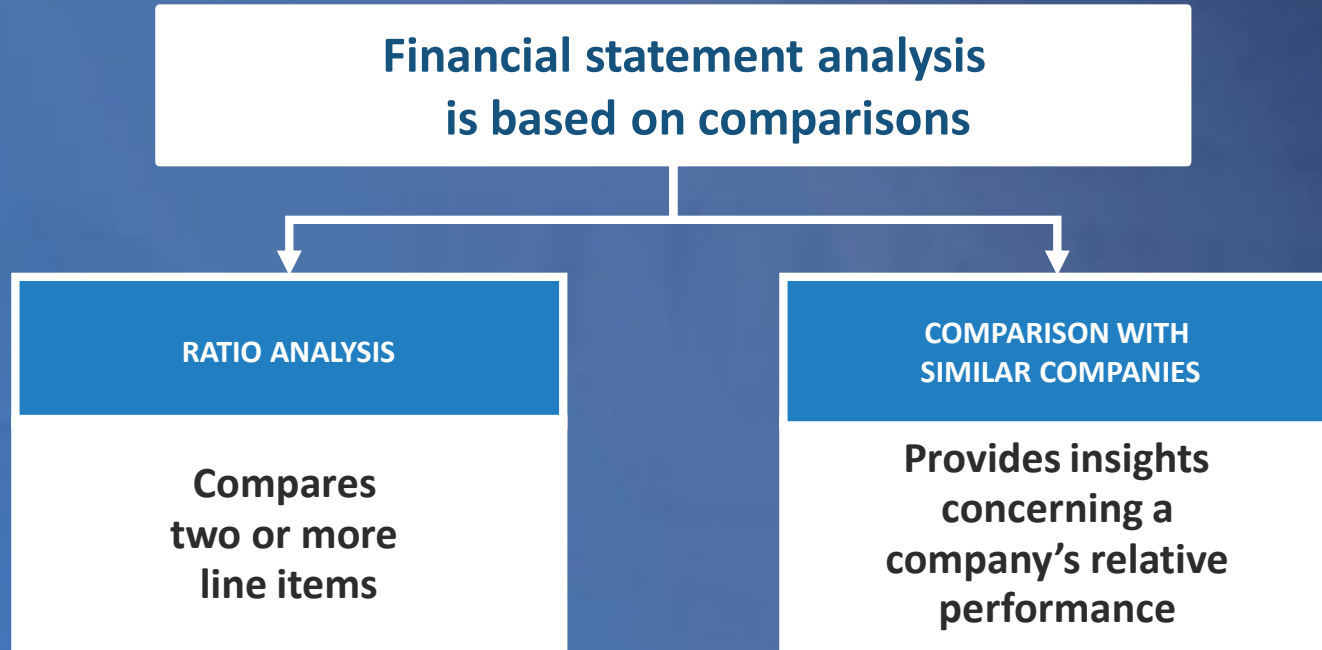 Financial statement analysis
is based on comparisons
RATIO ANALYSIS
Compares
two or more
line items
COMPARISON WITH
SIMILAR COMPANIES
Provides insights
concerning a
company’s relative
performance